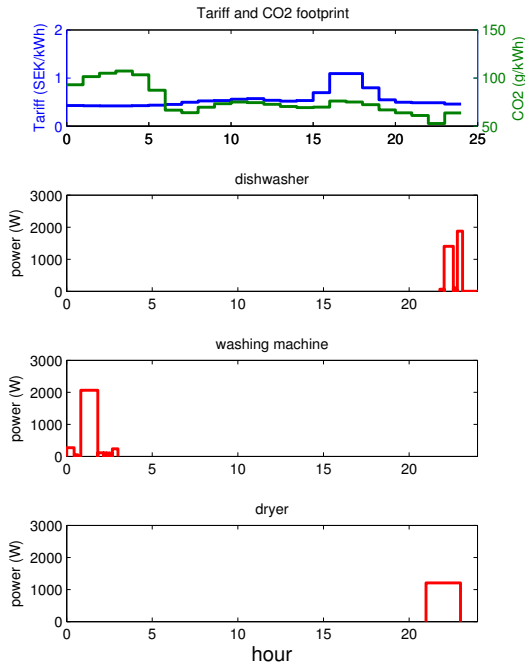 Tariff and CO2 footprint
Tariff (SEK/kWh)
2
1
0
CO2 (g/kWh)
150
100
50
0 5 10 15 20 25
dishwasher
power (W)
3000
2000
1000
0
0 5 10 15 20
washing machine
power (W)
3000
2000
1000
0
0 5 10 15 20
dryer
power (W)
3000
2000
1000
0
0 5 10 15 20
hour